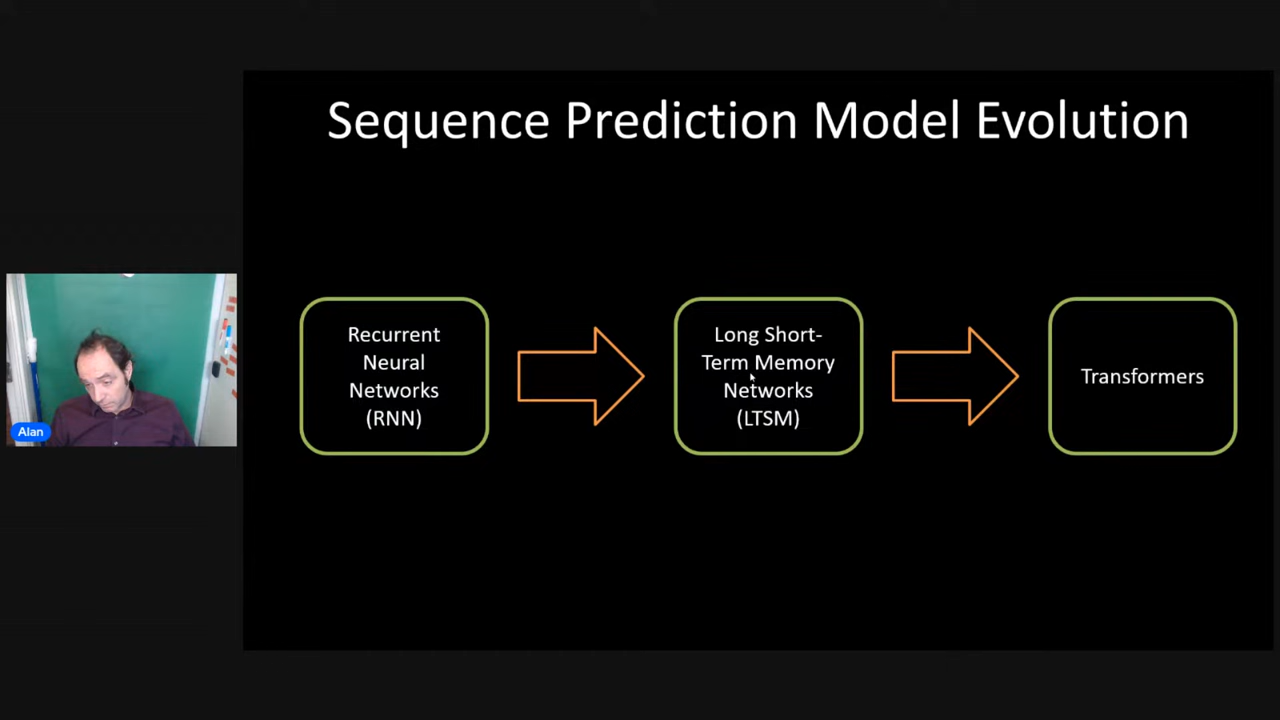 Sequence Prediction Model Evolution
Recurrent
Neural
Networks
(RNN)
Long Short-
Term Memory
Networks
(LTSM)
Transformers
Alan